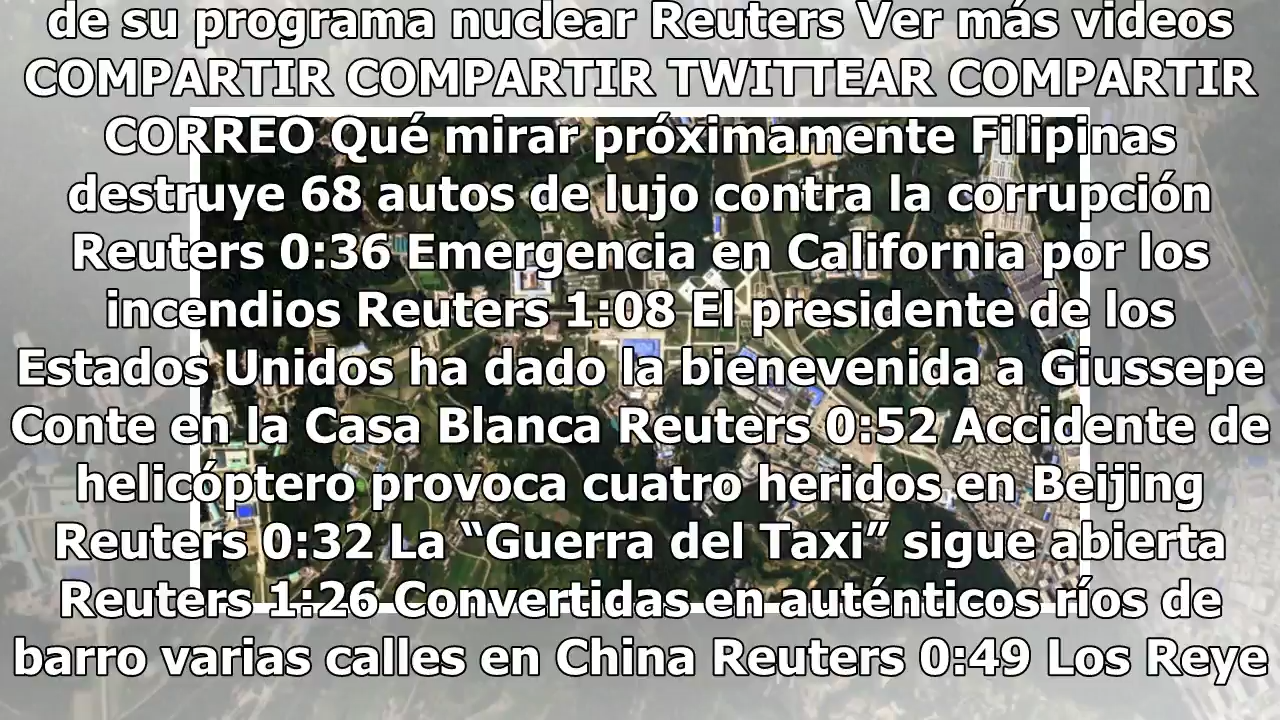 de su programa nuclear Reuters Ver más videos
COMPARTIR COMPARTIR TWITTEAR COMPARTIR
CORREO Qué mirar próximamente Filipinas
destruye 68 autos de lujo contra la corrupción
Reuters 0:36 Emergencia en California por los
incendios Reuters 1:08 El presidente de los
Estados Unidos ha dado la bienevenida a Giussepe
Conte en la Casa Blanca Reuters 0:52 Accidente de
helicóptero provoca cuatro heridos en Beijing
Reuters 0:32 La “Guerra del Taxi” sigue abierta
Reuters 1:26 Convertidas en auténticos ríos de
barro varias calles en China Reuters 0:49 Los Reye